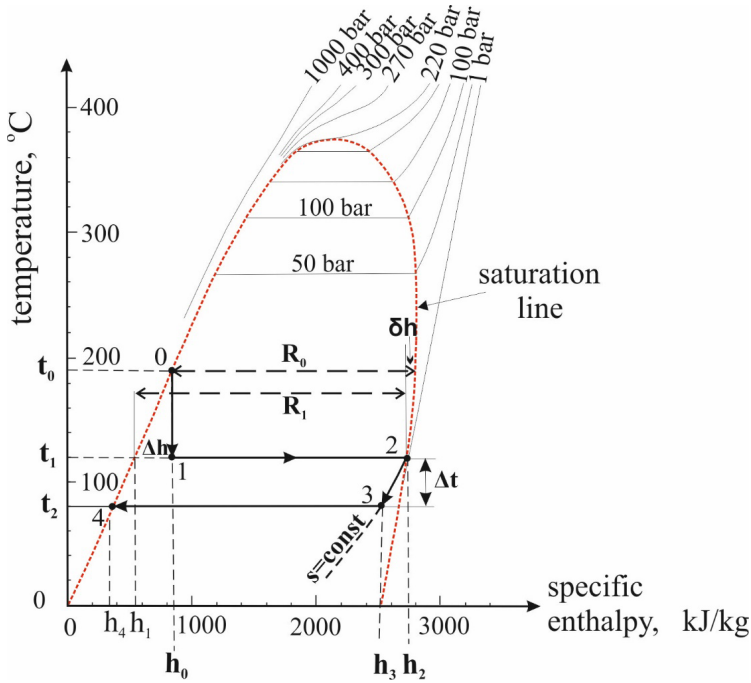 1000 bar
400 bar
300 bar
270 bar
220 bar
100 bar
1 bar
temperature, °C
400
300
200
100
0
100 bar
50 bar
saturation
line
δh
t₀
0
R₀
R₁
t₁
Δh
1
2
Δt
t₂
4
3
s=const
0
h₄
h₁
1000
2000
3000
h₀
h₃
h₂
specific
enthalpy, kJ/kg